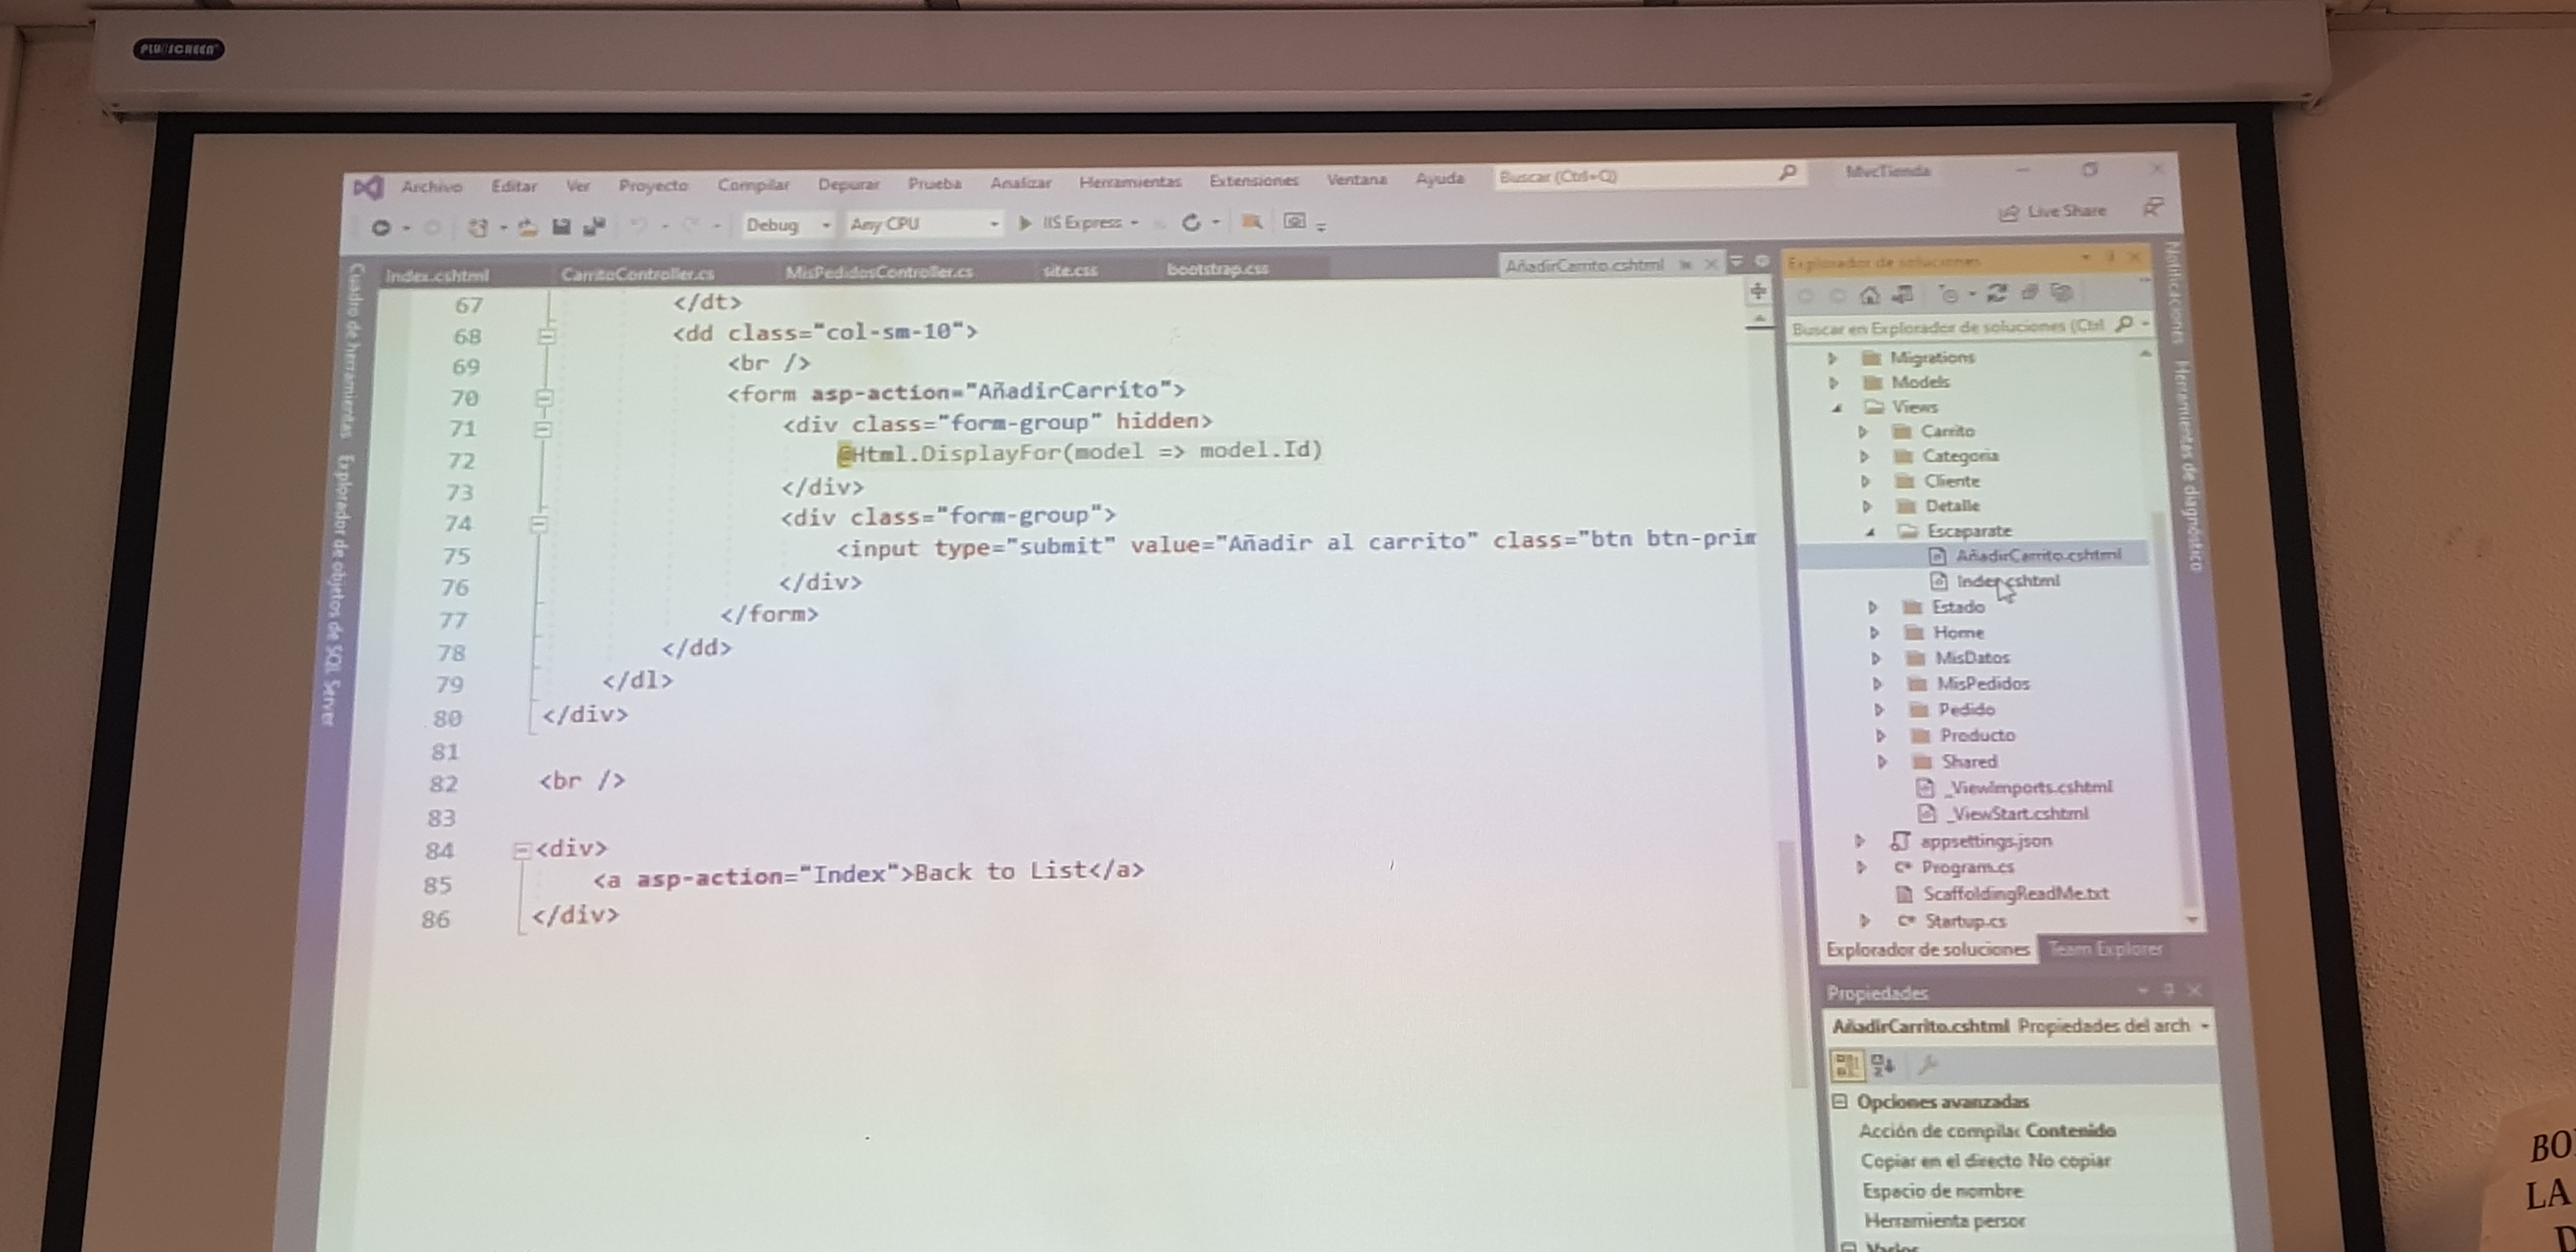 PLUSSCREEN
Archivo Editar Ver Proyecto Compilar Depurar Prueba Analizar Herramientas Extensiones Ventana Ayuda Buscar (Ctrl+Q) MvcTienda
Debug Any CPU IIS Express Live Share
Index.cshtml CarritoController.cs MisPedidosController.cs site.css bootstrap.css AñadirCarrito.cshtml
Cuadro de herramientas Explorador de objetos de SQL Server
67 </dt>
68 <dd class="col-sm-10">
69 <br />
70 <form asp-action="AñadirCarrito">
71 <div class="form-group" hidden>
72 @Html.DisplayFor(model => model.Id)
73 </div>
74 <div class="form-group">
75 <input type="submit" value="Añadir al carrito" class="btn btn-prim
76 </div>
77 </form>
78 </dd>
79 </dl>
80 </div>
81
82 <br />
83
84 <div>
85 <a asp-action="Index">Back to List</a>
86 </div>
Explorador de soluciones
Buscar en Explorador de soluciones (Ctrl
Migrations
Models
Views
Carrito
Categoria
Cliente
Detalle
Escaparate
AñadirCarrito.cshtml
Index.cshtml
Estado
Home
MisDatos
MisPedidos
Pedido
Producto
Shared
_ViewImports.cshtml
_ViewStart.cshtml
appsettings.json
C# Program.cs
ScaffoldingReadMe.txt
C# Startup.cs
Explorador de soluciones Team Explorer
Propiedades
AñadirCarrito.cshtml Propiedades del arch
Opciones avanzadas
Acción de compilac Contenido
Copiar en el directo No copiar
Espacio de nombre
Herramienta persor
Varios
Notificaciones Herramientas de diagnóstico
BO
LA
D